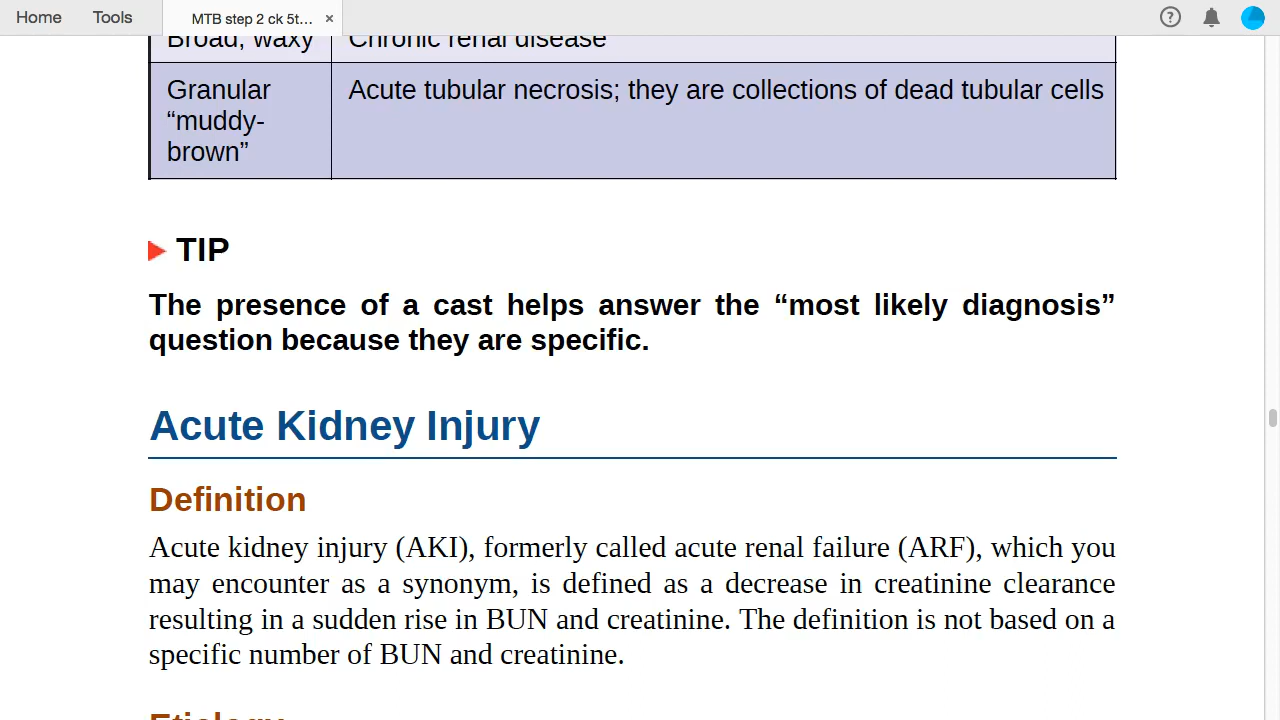 Home Tools MTB step 2 ck 5t... ×
Broad, waxy Chronic renal disease
Granular Acute tubular necrosis; they are collections of dead tubular cells
“muddy-
brown”
TIP
The presence of a cast helps answer the “most likely diagnosis”
question because they are specific.
Acute Kidney Injury
Definition
Acute kidney injury (AKI), formerly called acute renal failure (ARF), which you
may encounter as a synonym, is defined as a decrease in creatinine clearance
resulting in a sudden rise in BUN and creatinine. The definition is not based on a
specific number of BUN and creatinine.
Etiology